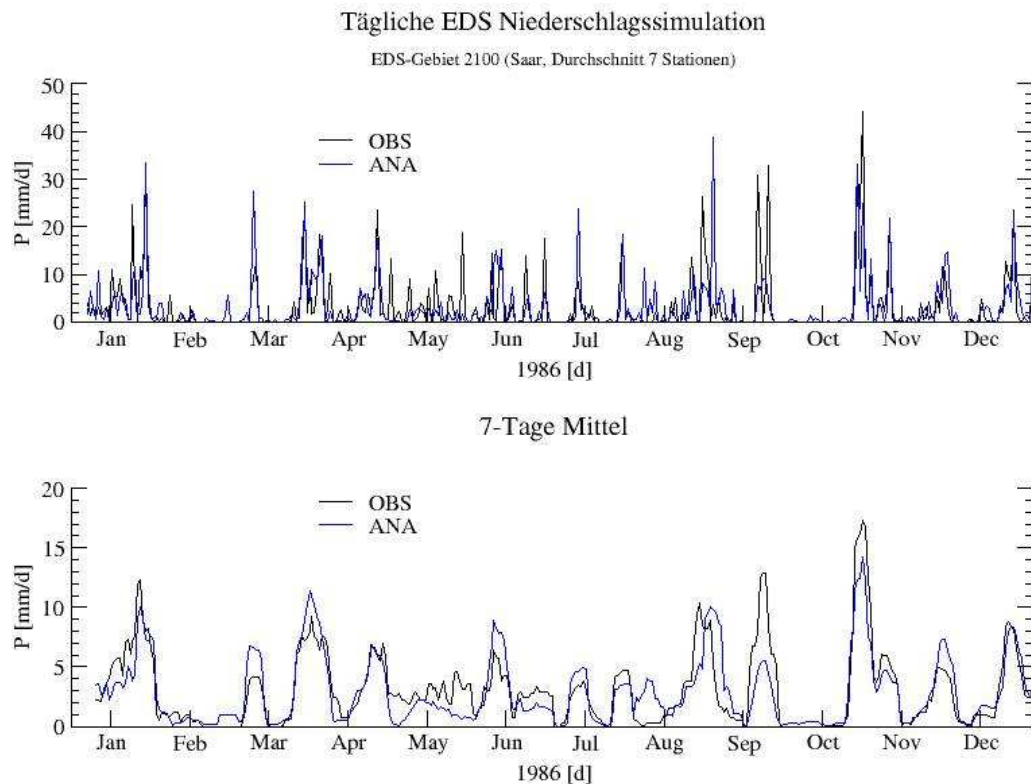 Tägliche EDS Niederschlagssimulation
EDS-Gebiet 2100 (Saar, Durchschnitt 7 Stationen)
50
40
30
20
10
0
P [mm/d]
OBS
ANA
Jan Feb Mar Apr May Jun Jul Aug Sep Oct Nov Dec
1986 [d]
7-Tage Mittel
20
15
10
5
0
P [mm/d]
OBS
ANA
Jan Feb Mar Apr May Jun Jul Aug Sep Oct Nov Dec
1986 [d]